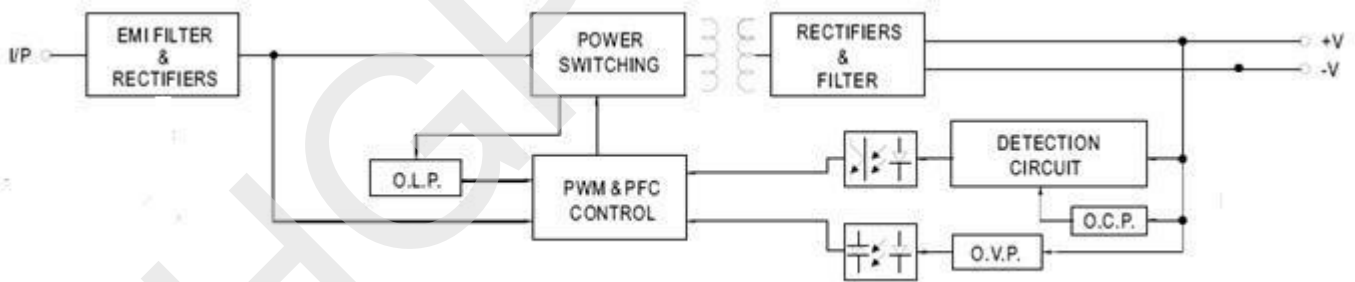 I/P
EMI FILTER
&
RECTIFIERS
POWER
SWITCHING
RECTIFIERS
&
FILTER
+V
-V
O.L.P.
PWM & PFC
CONTROL
DETECTION
CIRCUIT
O.C.P.
O.V.P.